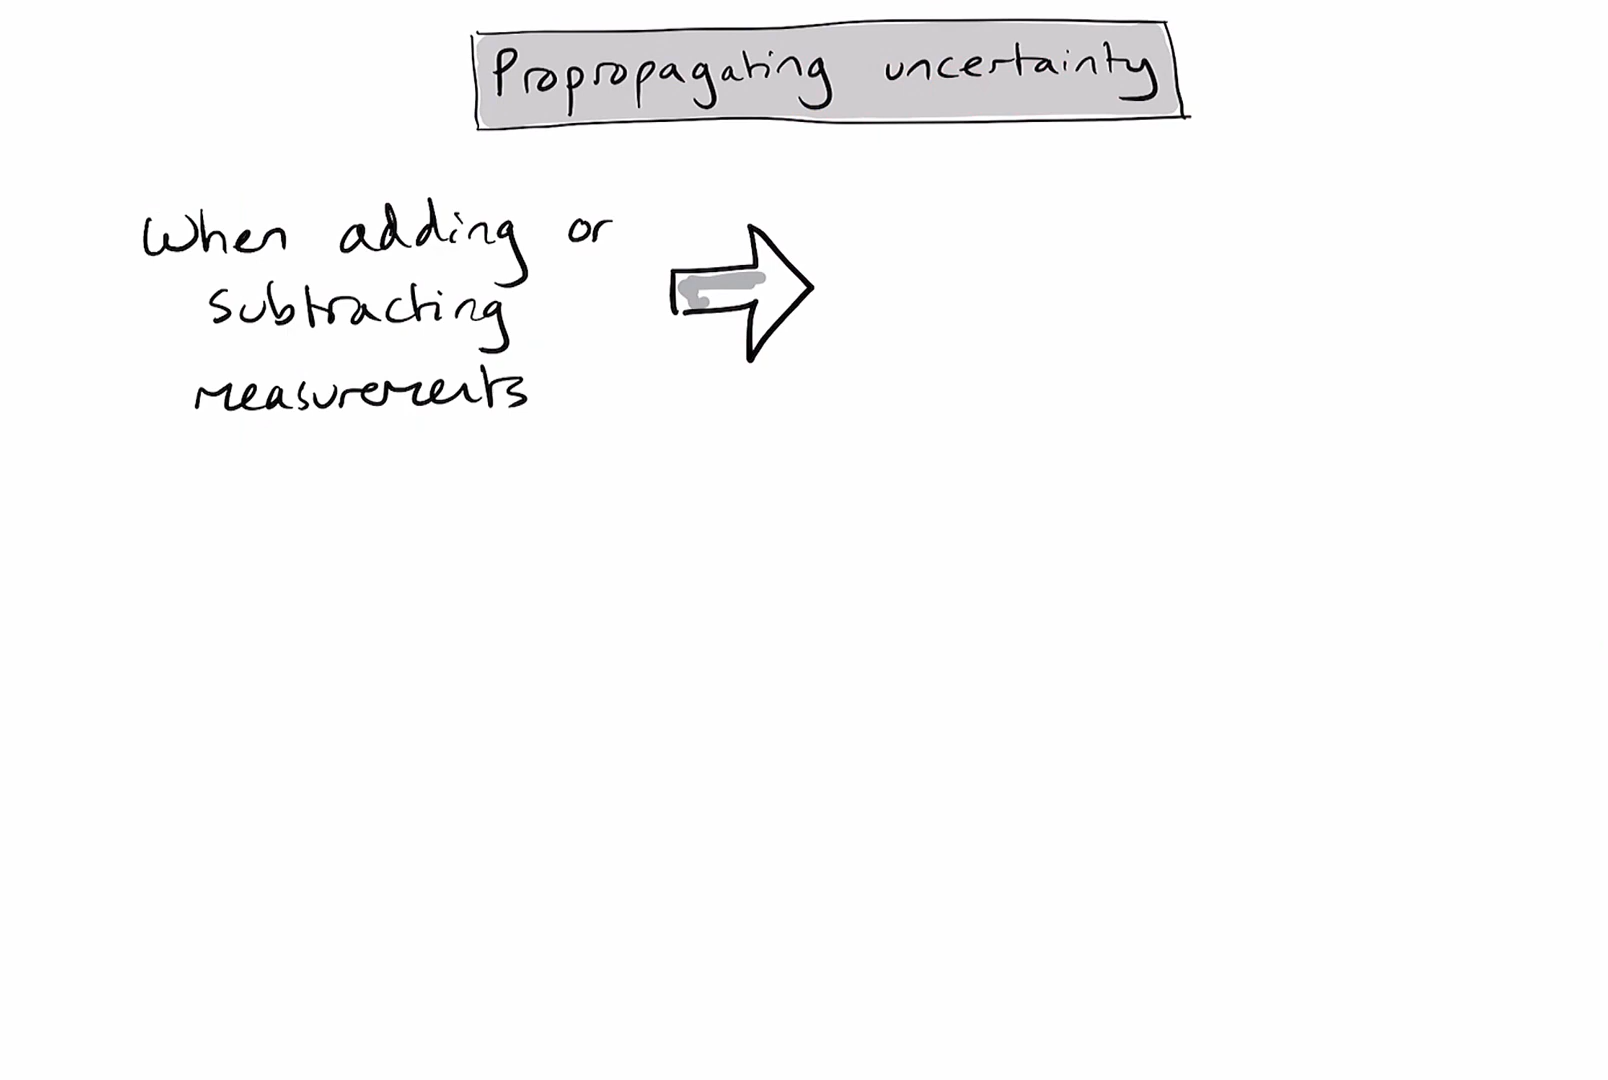 Propropagating uncertainty
When adding or
subtracting
measurements